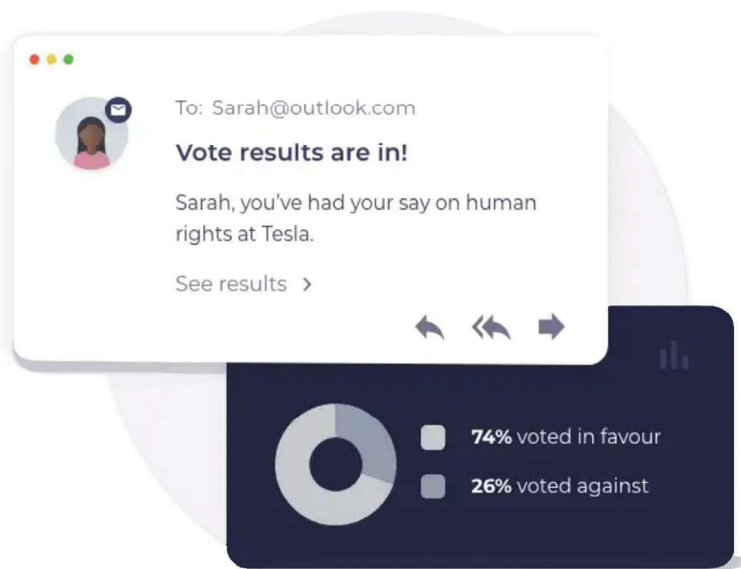 To: Sarah@outlook.com
Vote results are in!
Sarah, you've had your say on human
rights at Tesla.
See results >
74% voted in favour
26% voted against